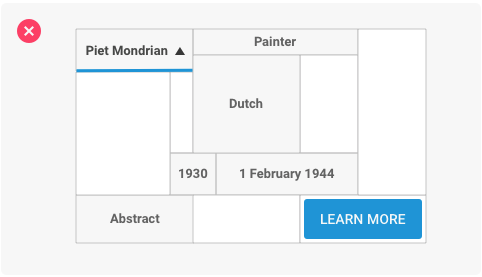 Piet Mondrian ▲
Painter
Dutch
1930
1 February 1944
Abstract
LEARN MORE